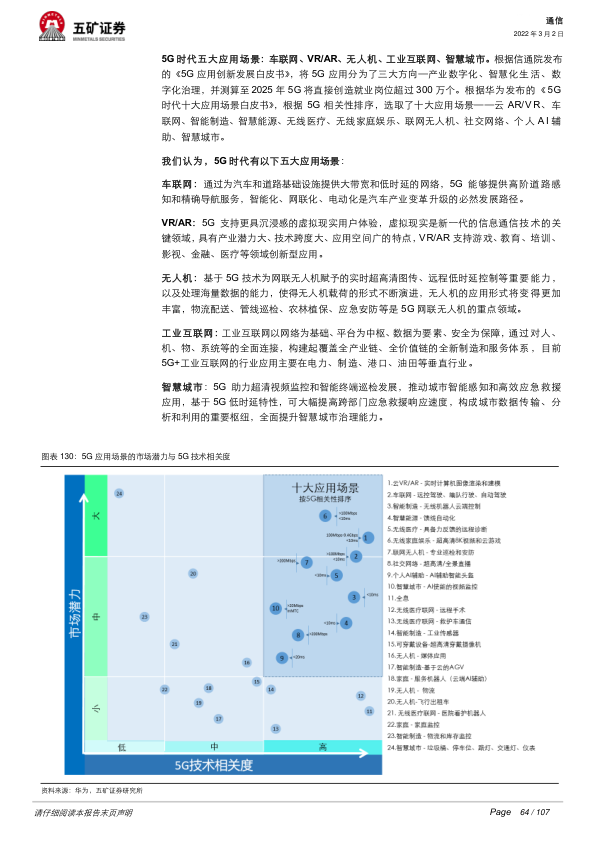 五矿证券
MINMETALS SECURITIES
通信
2022 年 3 月 2 日
5G 时代五大应用场景：车联网、VR/AR、无人机、工业互联网、智慧城市。根据信通院发布
的《5G 应用创新发展白皮书》，将 5G 应用分为了三大方向—产业数字化、智慧化生活、数
字化治理，并测算至2025 年 5G 将直接创造就业岗位超过 300 万个。根据华为发布的《5G
时代十大应用场景白皮书》，根据 5G 相关性排序，选取了十大应用场景——云 AR/VR、车
联网、智能制造、智慧能源、无线医疗、无线家庭娱乐、联网无人机、社交网络、个人 AI 辅
助、智慧城市。
我们认为，5G 时代有以下五大应用场景：
车联网：通过为汽车和道路基础设施提供大带宽和低时延的网络，5G 能够提供高阶道路感
知和精确导航服务，智能化、网联化、电动化是汽车产业变革升级的必然发展路径。
VR/AR：5G 支持更具沉浸感的虚拟现实用户体验，虚拟现实是新一代的信息通信技术的关
键领域，具有产业潜力大、技术跨度大、应用空间广的特点，VR/AR 支持游戏、教育、培训、
影视、金融、医疗等领域创新型应用。
无人机：基于 5G 技术为网联无人机赋予的实时超高清图传、远程低时延控制等重要能力，
以及处理海量数据的能力，使得无人机载荷的形式不断演进，无人机的应用形式将变得更加
丰富，物流配送、管线巡检、农林植保、应急安防等是 5G 网联无人机的重点领域。
工业互联网：工业互联网以网络为基础、平台为中枢、数据为要素、安全为保障，通过对人、
机、物、系统等的全面连接，构建起覆盖全产业链、全价值链的全新制造和服务体系，目前
5G+工业互联网的行业应用主要在电力、制造、港口、油田等垂直行业。
智慧城市：5G 助力超清视频监控和智能终端巡检发展，推动城市智能感知和高效应急救援
应用，基于 5G 低时延特性，可大幅提高跨部门应急救援响应速度，构成城市数据传输、分
析和利用的重要枢纽，全面提升智慧城市治理能力。
图表 130：5G 应用场景的市场潜力与 5G 技术相关度
十大应用场景
按5G相关性排序
市场潜力
大
中
小
24
6
>100Mbps
<10ms
1
100Mbps-9.4Gbps
<10ms
2
>100Mbps
<10ms
7
>200Mbps
5
<10ms
20
3
<10ms
10
>20Mbps
mMTC
23
4
<10ms
8
>200Mbps
21
9
<20ms
16
15
22
18
14
12
19
11
17
13
低
中
高
5G技术相关度
1.云VR/AR - 实时计算机图像渲染和建模
2.车联网 - 远控驾驶、编队行驶、自动驾驶
3.智能制造 - 无线机器人云端控制
4.智慧能源 - 馈线自动化
5.无线医疗 - 具备力反馈的远程诊断
6.无线家庭娱乐 - 超高清8K视频和云游戏
7.联网无人机 - 专业巡检和安防
8.社交网络 - 超高清/全景直播
9.个人AI辅助 - AI辅助智能头盔
10.智慧城市 - AI使能的视频监控
11.全息
12.无线医疗联网 - 远程手术
13.无线医疗联网 - 救护车通信
14.智能制造 - 工业传感器
15.可穿戴设备-超高清穿戴摄像机
16.无人机 - 媒体应用
17.智能制造-基于云的AGV
18.家庭 - 服务机器人（云端AI辅助）
19.无人机 - 物流
20.无人机-飞行出租车
21. 无线医疗联网 - 医院看护机器人
22.家庭 - 家庭监控
23.智能制造 - 物流和库存监控
24.智慧城市 - 垃圾桶、停车位、路灯、交通灯、仪表
资料来源：华为，五矿证券研究所
请仔细阅读本报告末页声明
Page 64 / 107